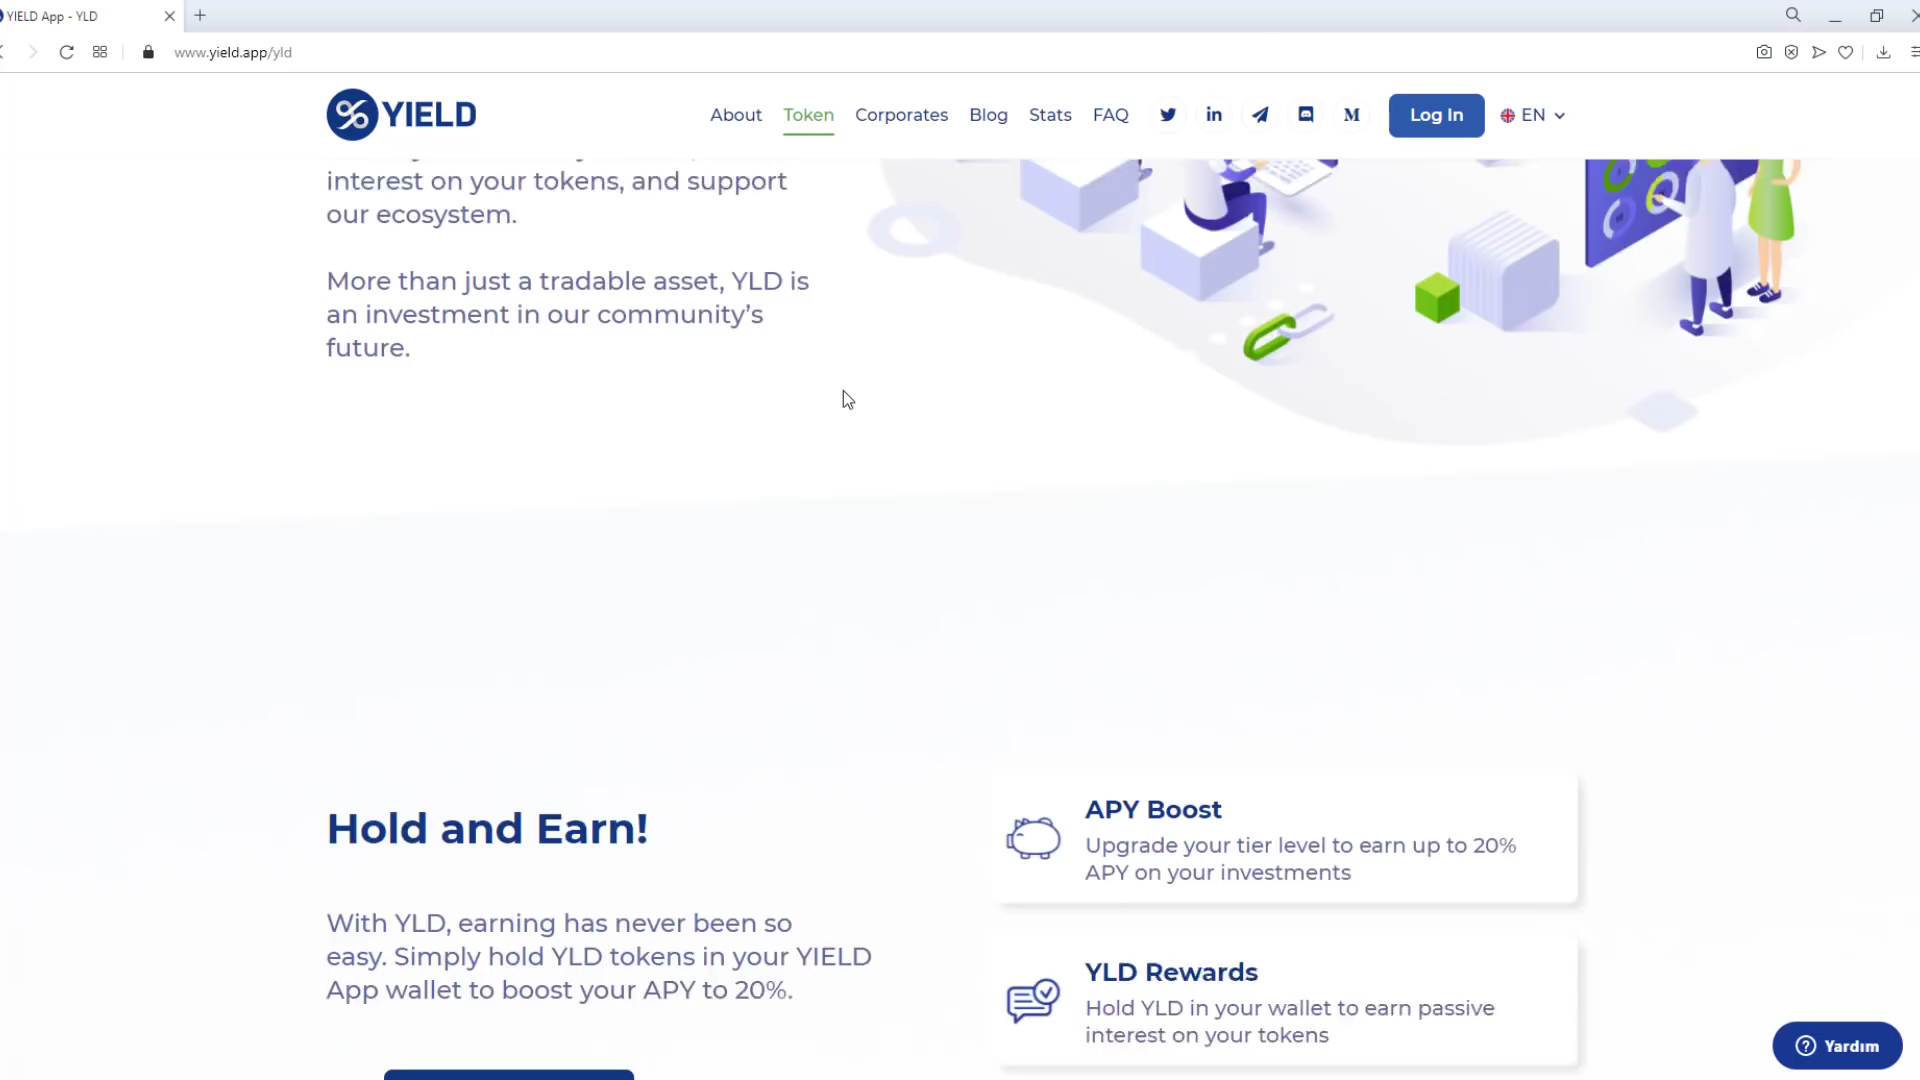 YIELD App - YLD
www.yield.app/yld
YIELD
About
Token
Corporates
Blog
Stats
FAQ
M
Log In
EN
interest on your tokens, and support
our ecosystem.
More than just a tradable asset, YLD is
an investment in our community’s
future.
Hold and Earn!
With YLD, earning has never been so
easy. Simply hold YLD tokens in your YIELD
App wallet to boost your APY to 20%.
APY Boost
Upgrade your tier level to earn up to 20%
APY on your investments
YLD Rewards
Hold YLD in your wallet to earn passive
interest on your tokens
Yardım